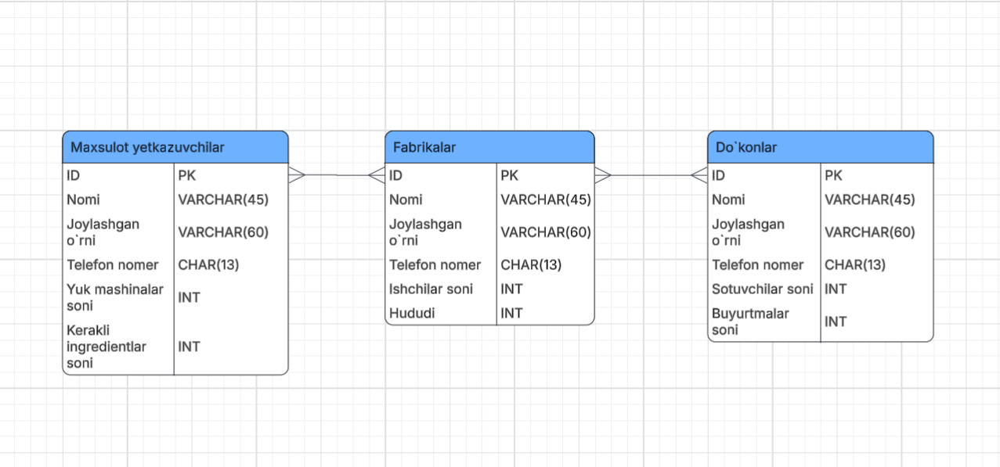 Maxsulot yetkazuvchilar
ID PK
Nomi VARCHAR(45)
Joylashgan
o`rni
VARCHAR(60)
Telefon nomer CHAR(13)
Yuk mashinalar
soni
INT
Kerakli
ingredientlar
soni
INT
Fabrikalar
ID PK
Nomi VARCHAR(45)
Joylashgan
o`rni
VARCHAR(60)
Telefon nomer CHAR(13)
Ishchilar soni INT
Hududi INT
Do`konlar
ID PK
Nomi VARCHAR(45)
Joylashgan
o`rni
VARCHAR(60)
Telefon nomer CHAR(13)
Sotuvchilar soni INT
Buyurtmalar
soni
INT